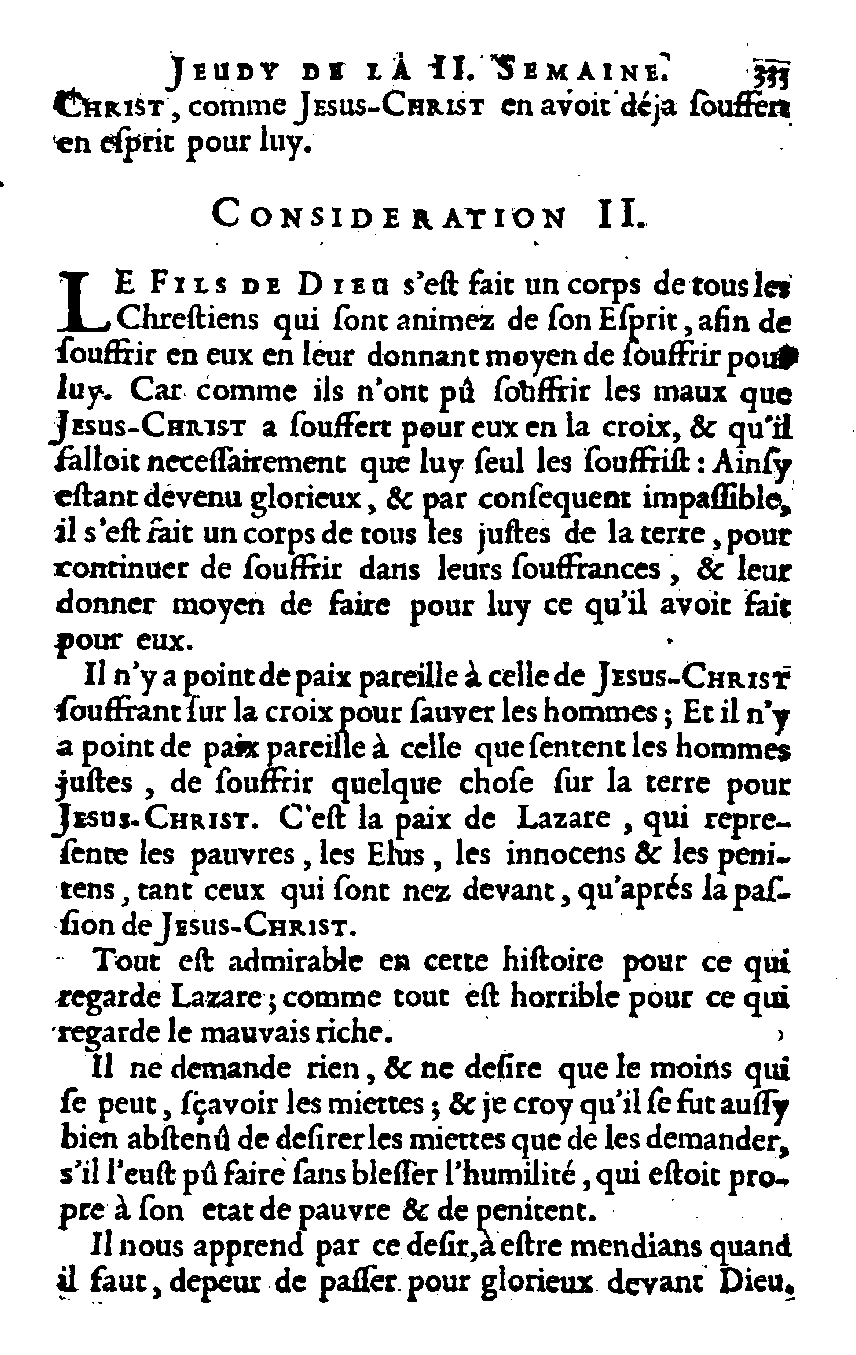 JEUDY DE LA II. SEMAINE. 333
CHRIST, comme JESUS-CHRIST en avoit déja ſouffert
en eſprit pour luy.
CONSIDERATION II.
LE FILS DE DIEU s'eſt fait un corps de tous les
Chreſtiens qui ſont animez de ſon Eſprit, afin de
ſouffrir en eux en leur donnant moyen de ſouffrir pour
luy. Car comme ils n'ont pû ſouffrir les maux que
JESUS-CHRIST a ſouffert pour eux en la croix, & qu'il
falloit neceſſairement que luy ſeul les ſouffriſt : Ainſy
eſtant devenu glorieux, & par conſequent impaſſible,
il s'eſt fait un corps de tous les juſtes de la terre, pour
continuer de ſouffrir dans leurs ſouffrances, & leur
donner moyen de faire pour luy ce qu'il avoit fait
pour eux.
Il n'y a point de paix pareille à celle de JESUS-CHRIST
ſouffrant ſur la croix pour ſauver les hommes ; Et il n'y
a point de paix pareille à celle que ſentent les hommes
juſtes, de ſouffrir quelque choſe ſur la terre pour
JESUS-CHRIST. C'eſt la paix de Lazare, qui repre-
ſente les pauvres, les Elus, les innocens & les peni-
tens, tant ceux qui ſont nez devant, qu'aprés la paſ-
ſion de JESUS-CHRIST.
Tout eſt admirable en cette hiſtoire pour ce qui
regarde Lazare ; comme tout eſt horrible pour ce qui
regarde le mauvais riche.
Il ne demande rien, & ne deſire que le moins qui
ſe peut, ſçavoir les miettes ; & je croy qu'il ſe fut auſſy
bien abſtenû de deſirer les miettes que de les demander,
s'il l'euſt pû faire ſans bleſſer l'humilité, qui eſtoit pro-
pre à ſon etat de pauvre & de penitent.
Il nous apprend par ce deſir, à eſtre mendians quand
il faut, depeur de paſſer pour glorieux devant Dieu.